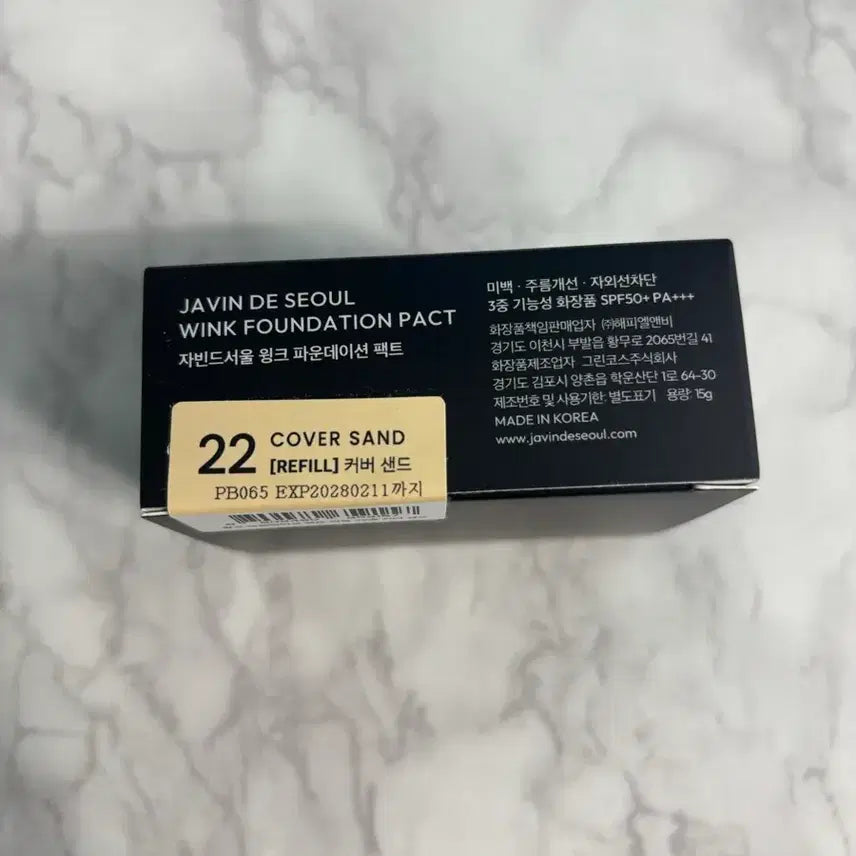 JAVIN DE SEOUL
WINK FOUNDATION PACT
자빈드서울 윙크 파운데이션 팩트
미백 · 주름개선 · 자외선차단
3중 기능성 화장품 SPF50+ PA+++
화장품책임판매업자 ㈜해피엘앤비
경기도 이천시 부발읍 황무로 2065번길 41
화장품제조업자 그린코스주식회사
경기도 김포시 양촌읍 학운산단 1로 64-30
제조번호 및 사용기한: 별도표기 용량: 15g
MADE IN KOREA
www.javindeseoul.com
22 COVER SAND
[REFILL] 커버 샌드
PB065 EXP20280211까지